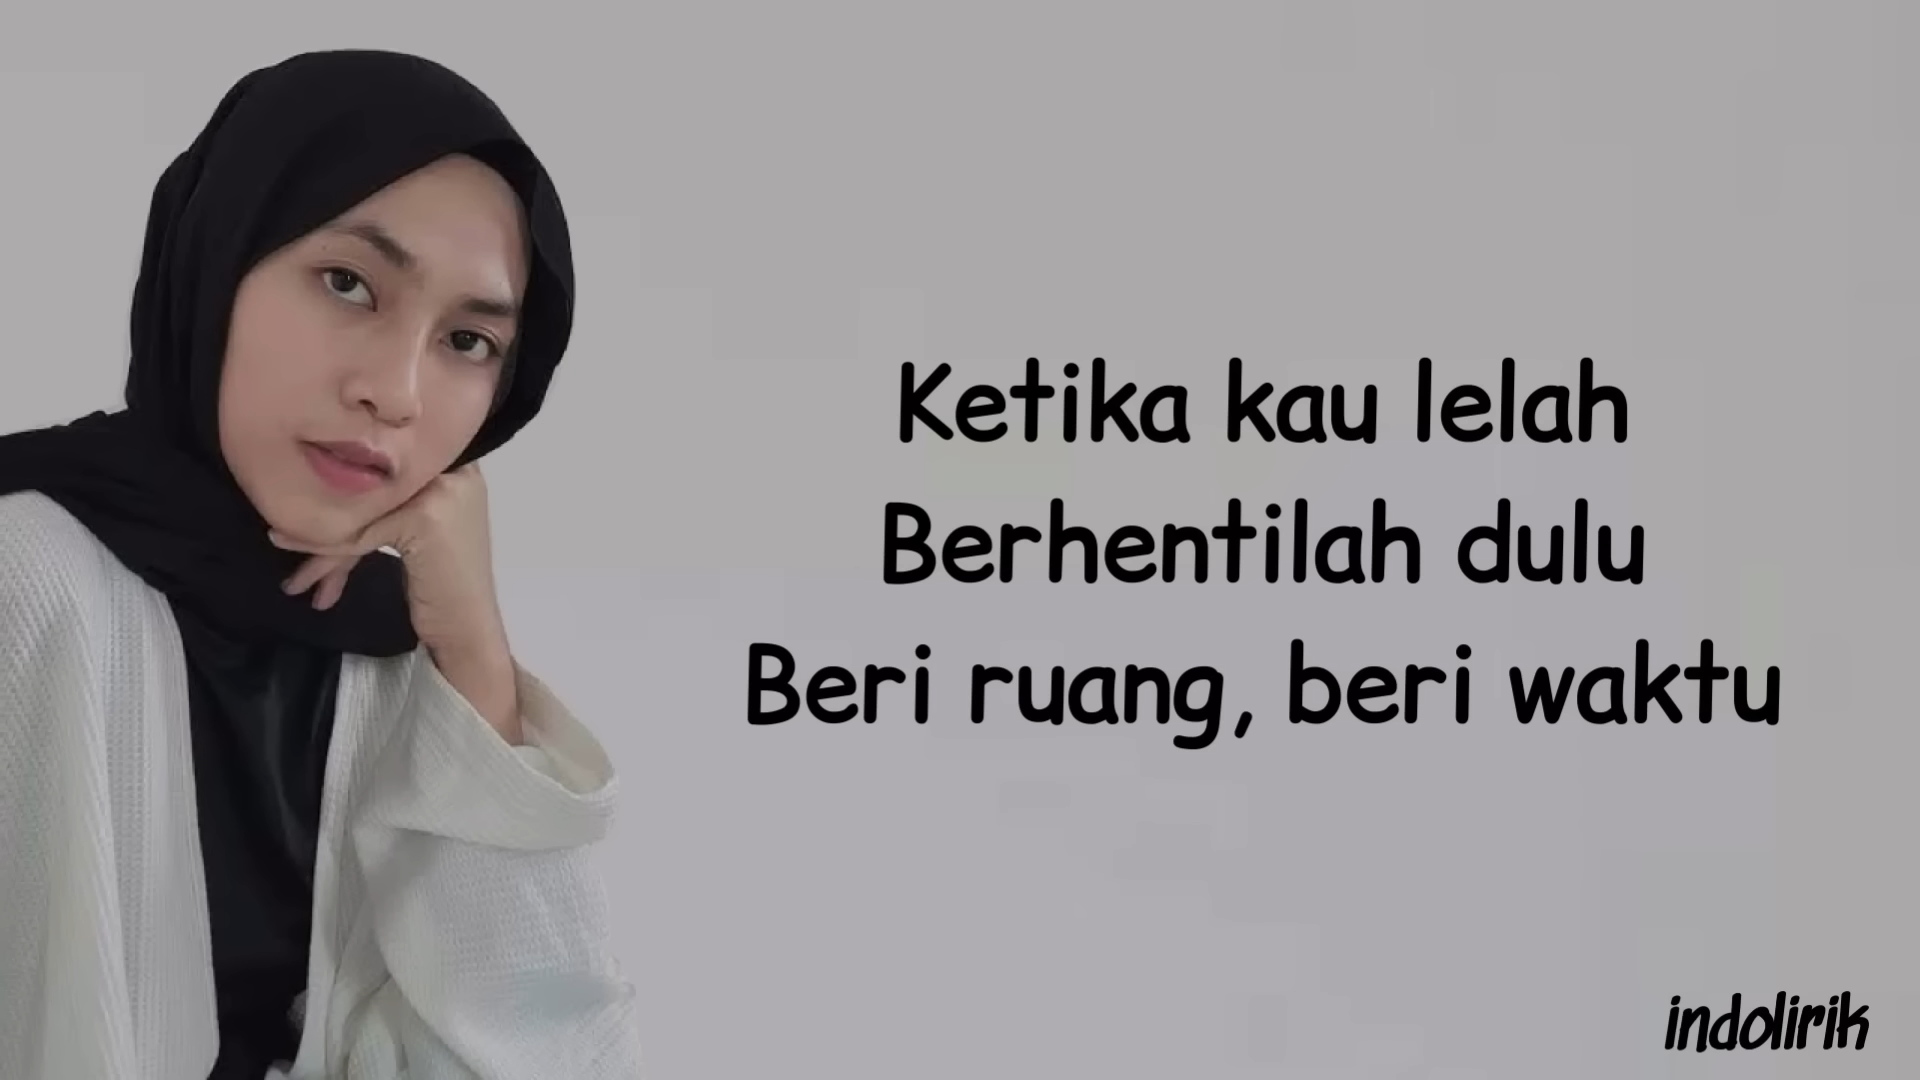 Ketika kau lelah
Berhentilah dulu
Beri ruang, beri waktu
indolirik